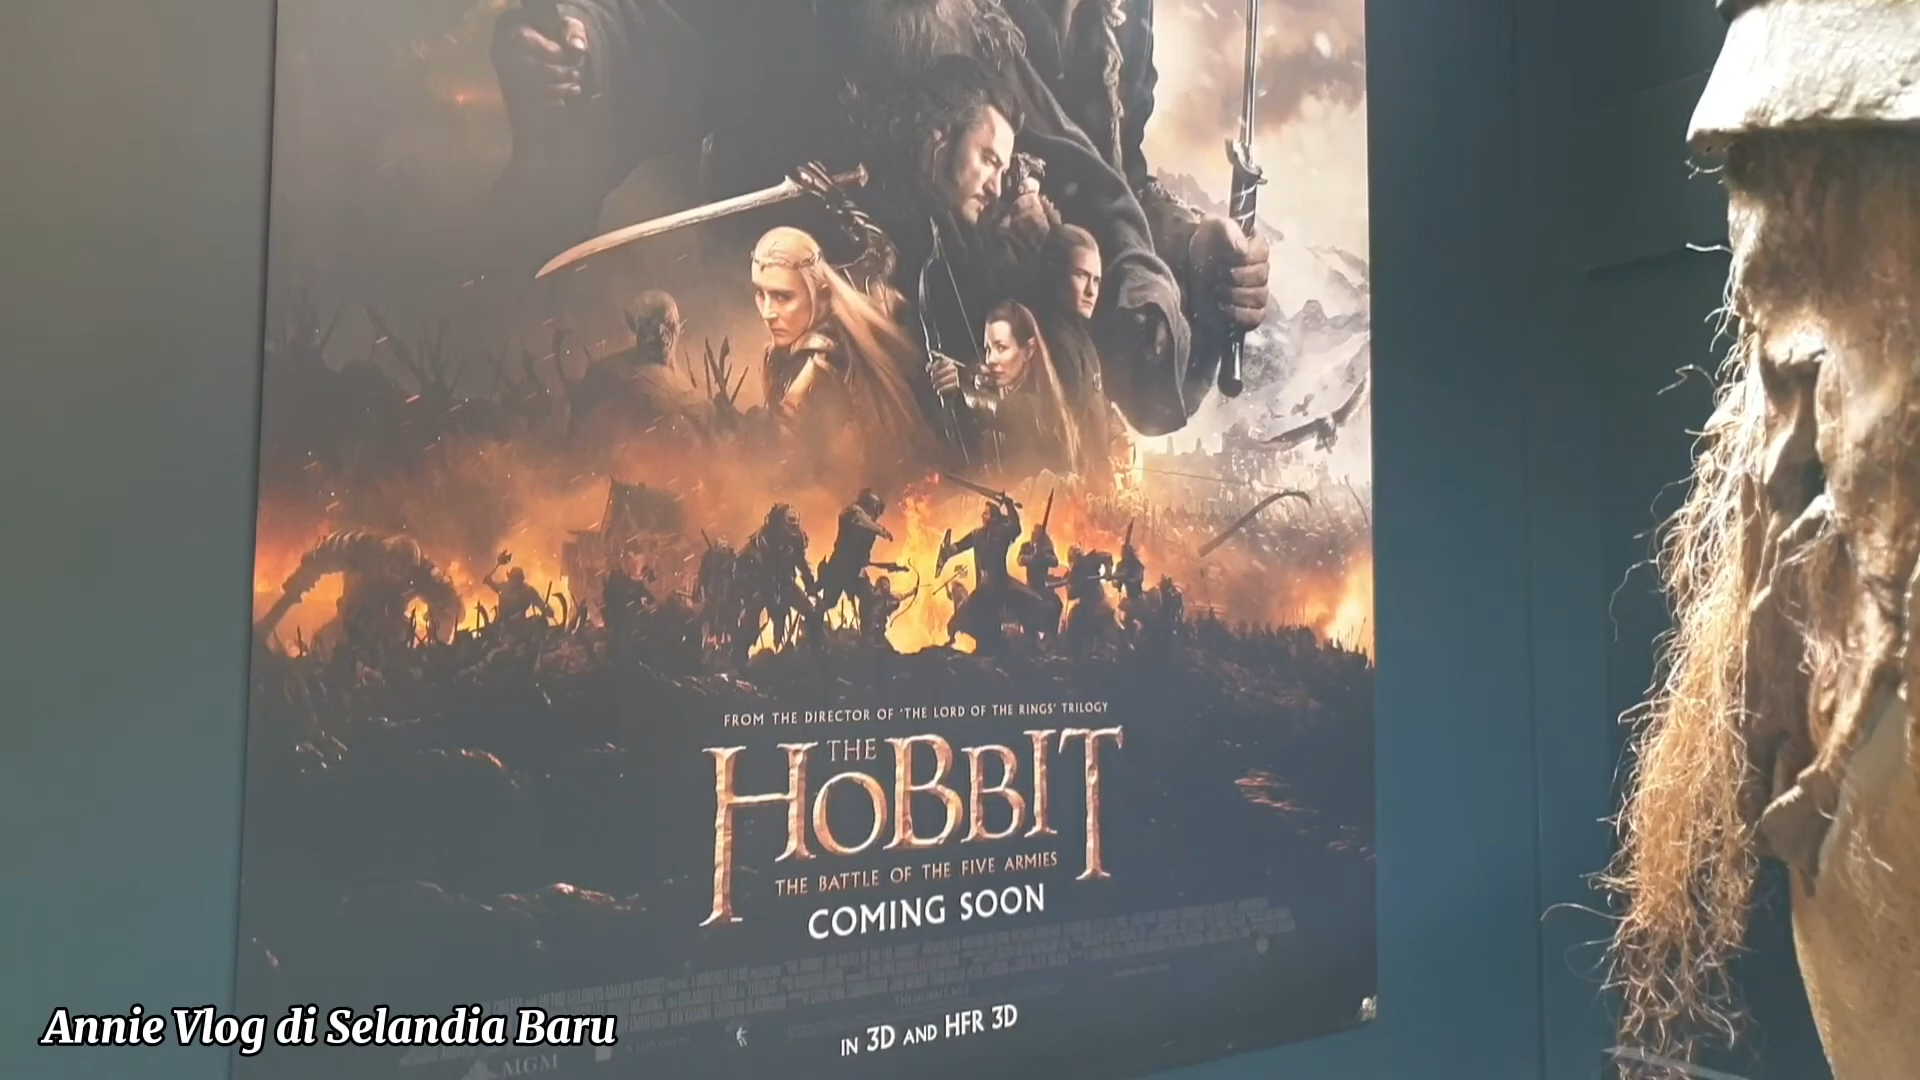 FROM THE DIRECTOR OF 'THE LORD OF THE RINGS' TRILOGY
THE
HOBBIT
THE BATTLE OF THE FIVE ARMIES
COMING SOON
IN 3D AND HFR 3D
MGM
Annie Vlog di Selandia Baru